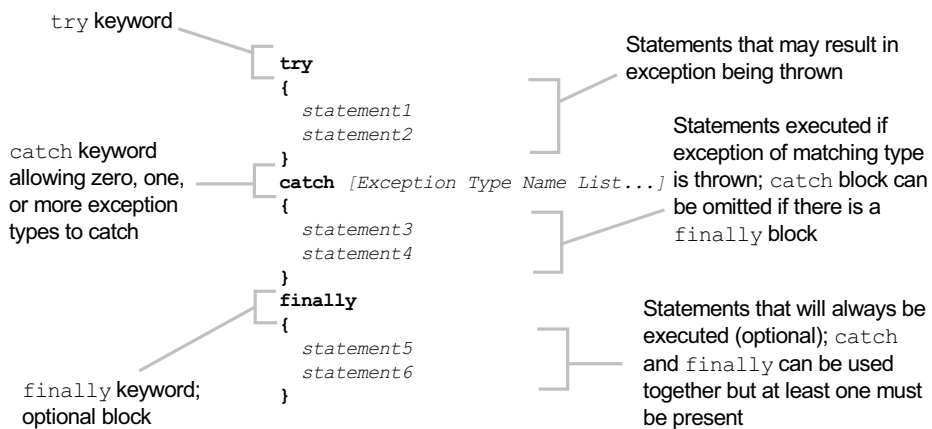 try keyword
try
{
statement1
statement2
}
catch [Exception Type Name List...]
{
statement3
statement4
}
finally
{
statement5
statement6
}
catch keyword
allowing zero, one,
or more exception
types to catch
finally keyword;
optional block
Statements that may result in
exception being thrown
Statements executed if
exception of matching type
is thrown; catch block can
be omitted if there is a
finally block
Statements that will always be
executed (optional); catch
and finally can be used
together but at least one must
be present